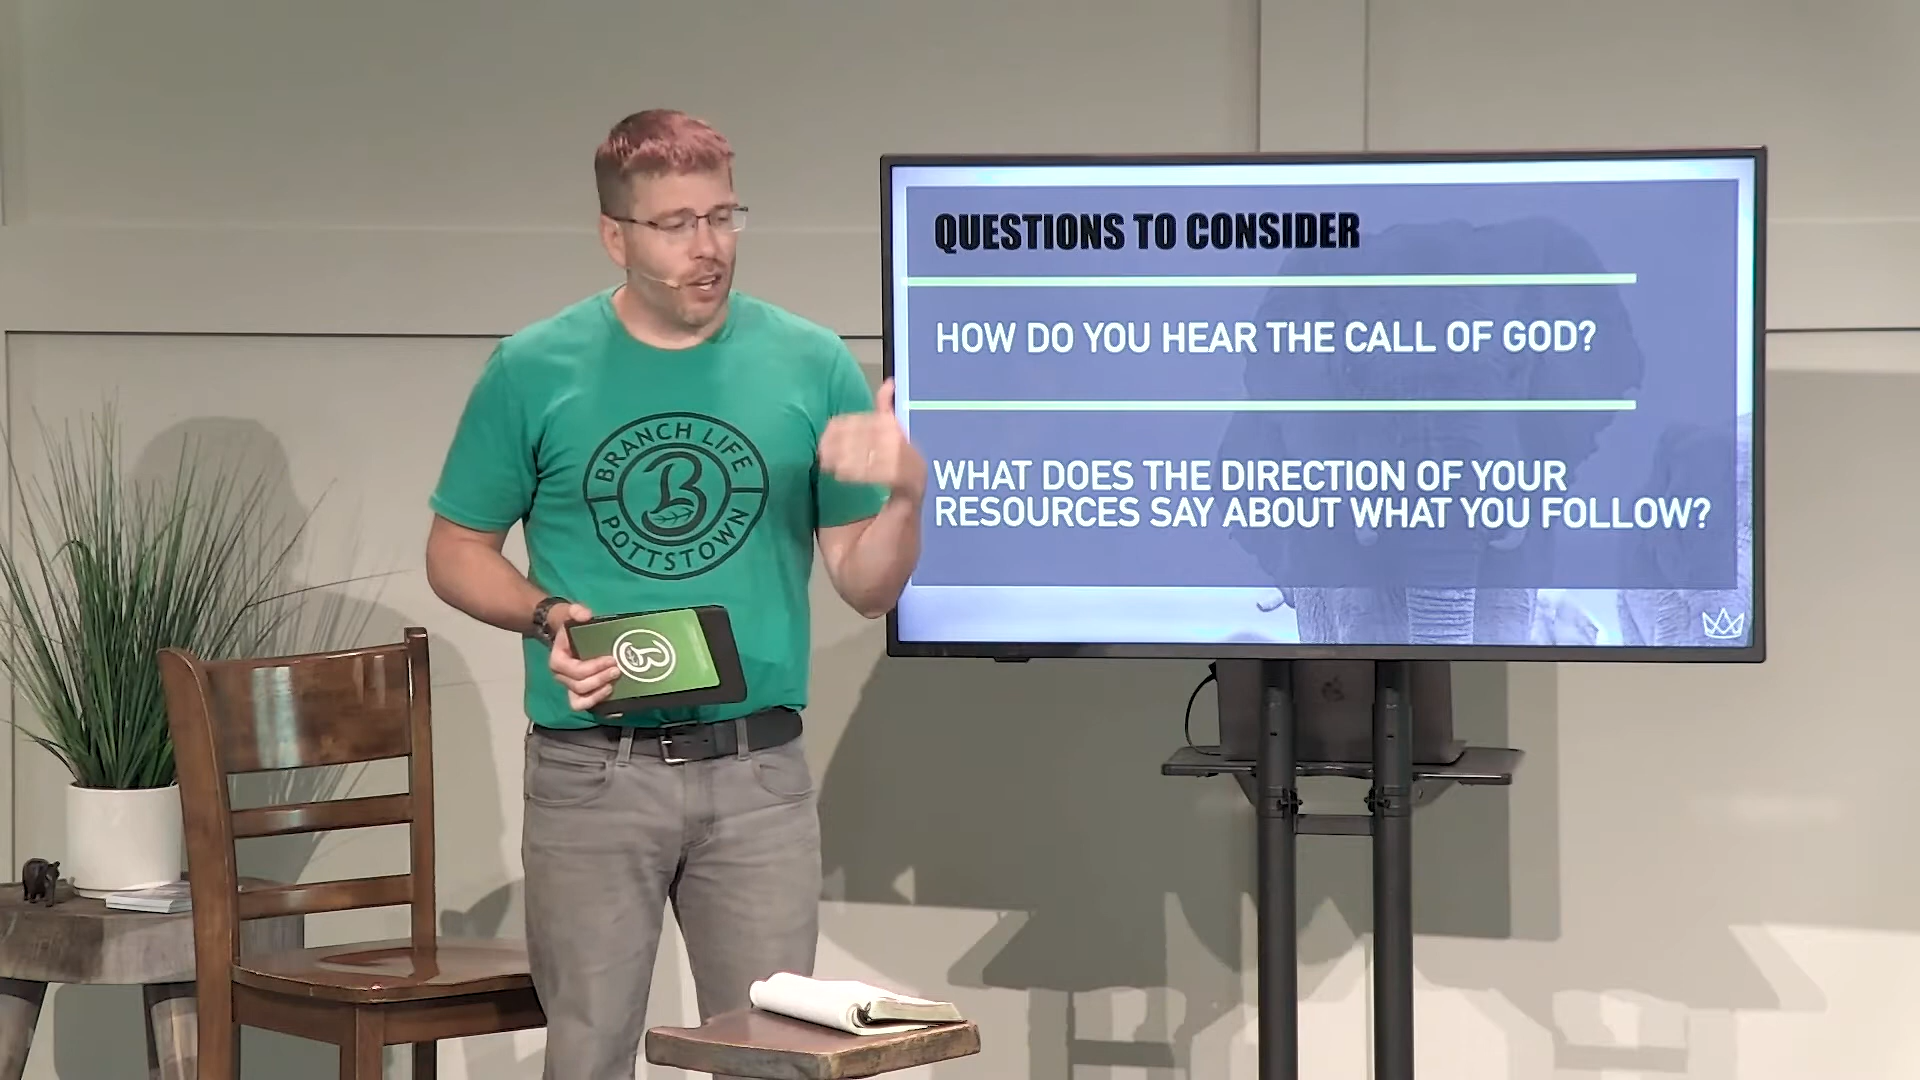 BRANCH LIFE
B
POTTSTOWN
B
QUESTIONS TO CONSIDER
HOW DO YOU HEAR THE CALL OF GOD?
WHAT DOES THE DIRECTION OF YOUR
RESOURCES SAY ABOUT WHAT YOU FOLLOW?